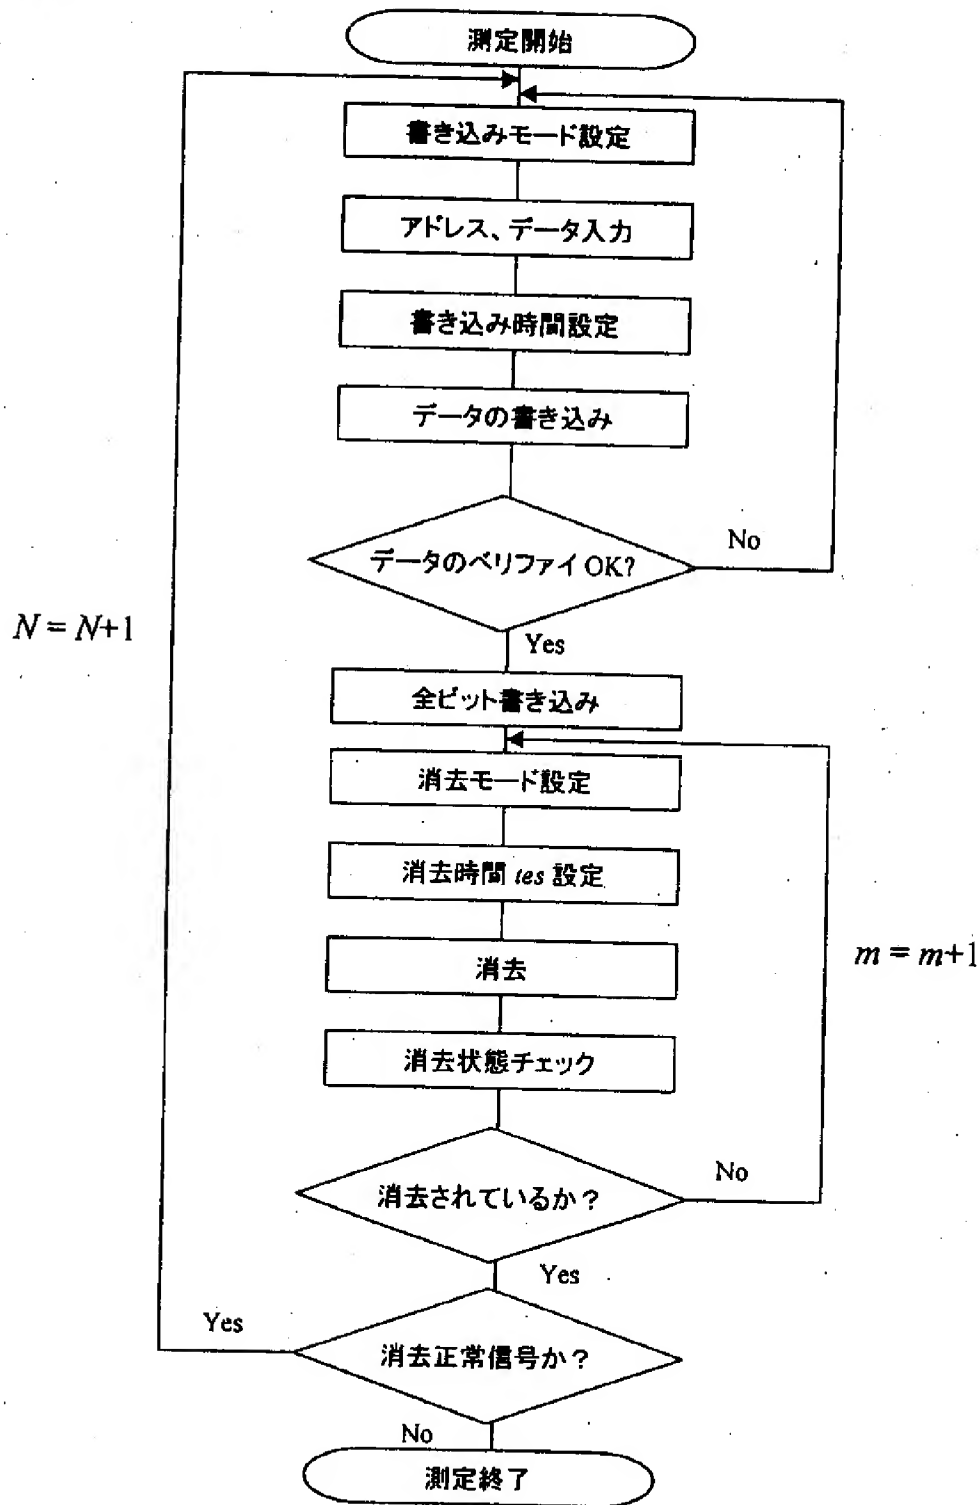 測定開始
書き込みモード設定
アドレス、データ入力
書き込み時間設定
データの書き込み
データのベリファイ OK?
No
N = N+1
Yes
全ビット書き込み
消去モード設定
消去時間 tes 設定
消去
m = m+1
消去状態チェック
消去されているか？
No
Yes
Yes
消去正常信号か？
No
測定終了